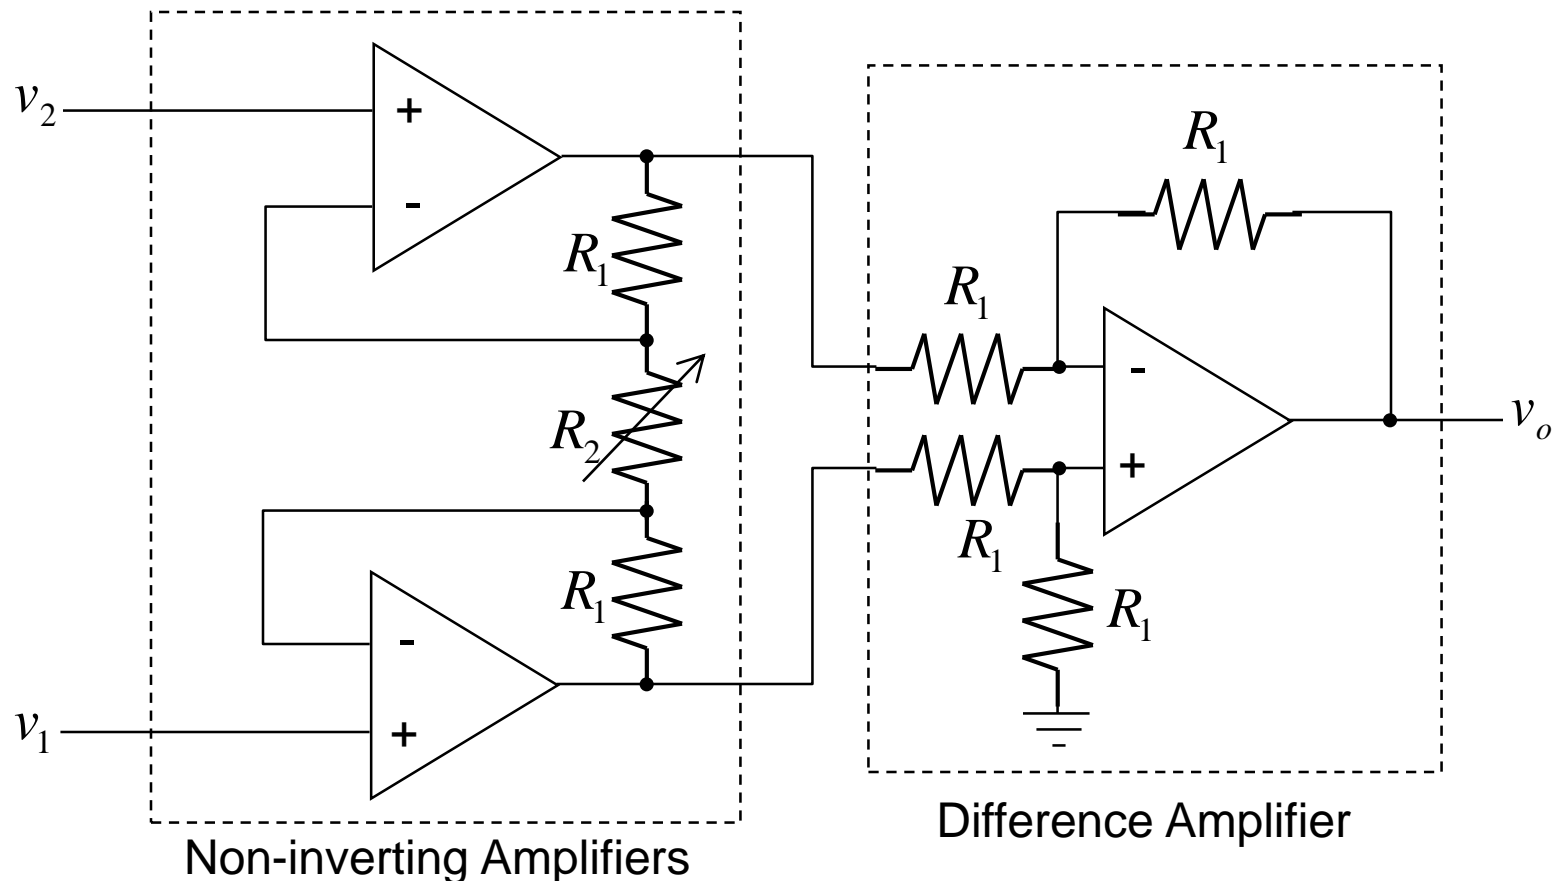 v₂
+
-
R₁
R₂
R₁
-
+
v₁
Non-inverting Amplifiers
R₁
R₁
-
+
R₁
R₁
vₒ
Difference Amplifier